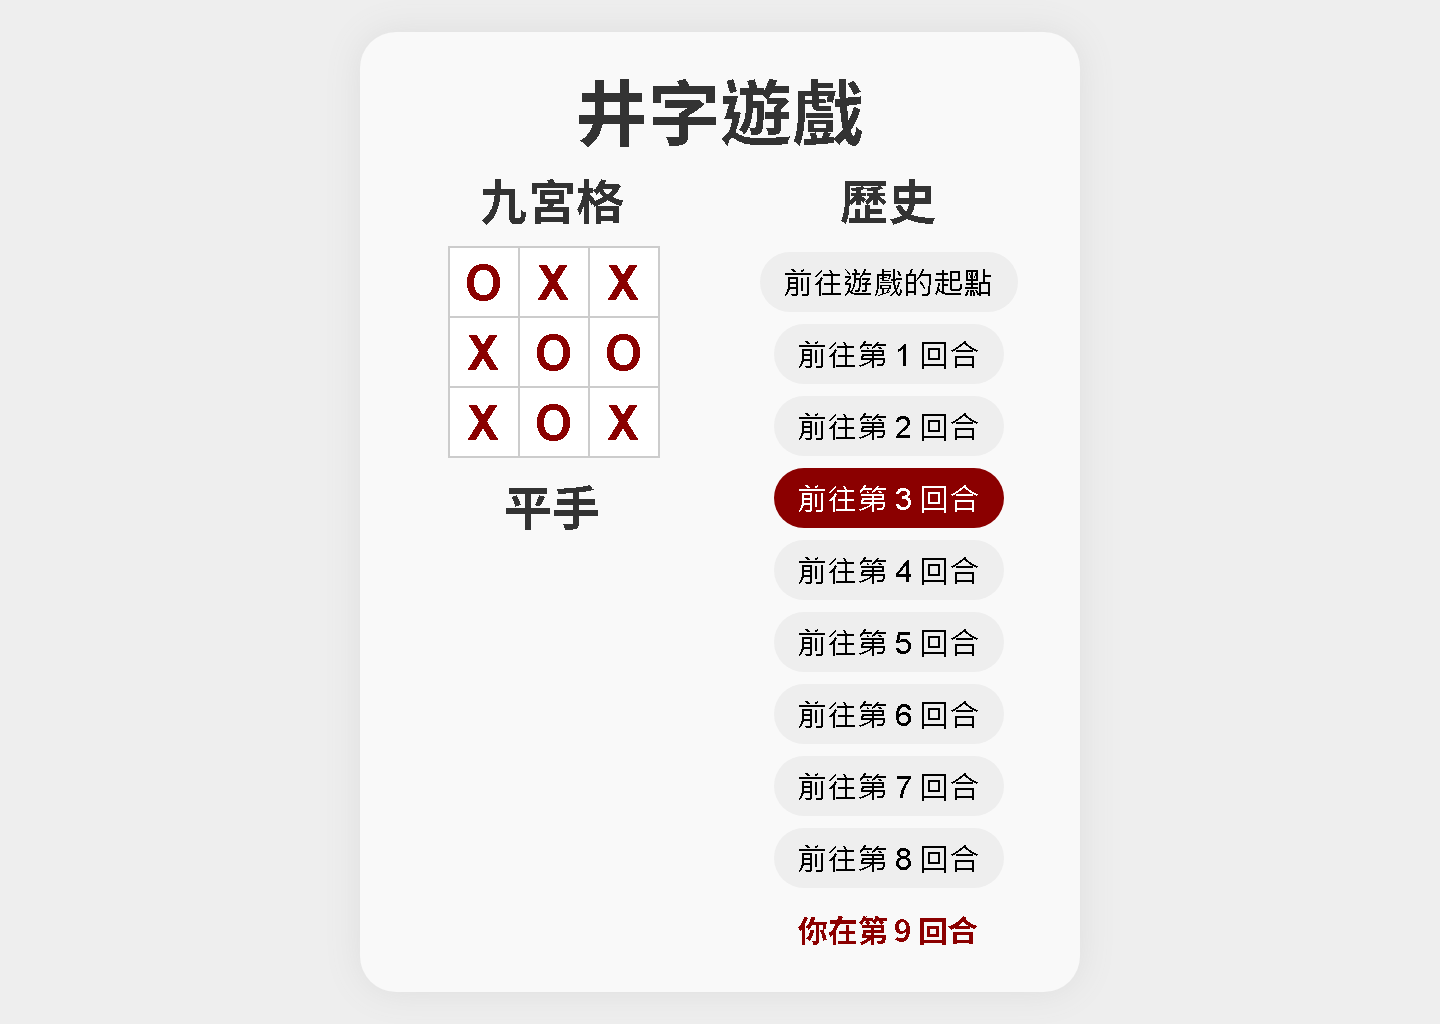 井字遊戲
九宮格
O X X
X O O
X O X
平手
歷史
前往遊戲的起點
前往第 1 回合
前往第 2 回合
前往第 3 回合
前往第 4 回合
前往第 5 回合
前往第 6 回合
前往第 7 回合
前往第 8 回合
你在第 9 回合